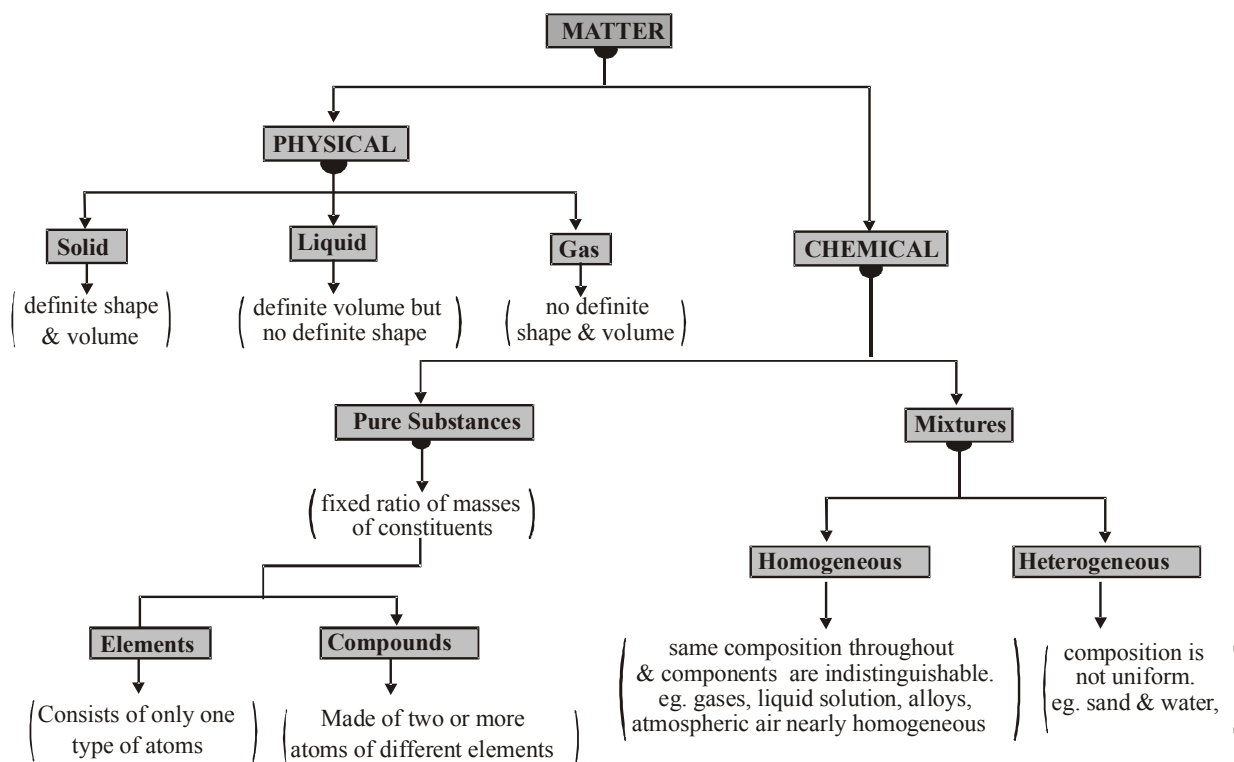 MATTER
PHYSICAL
Solid
Liquid
Gas
CHEMICAL
(definite shape
& volume)
(definite volume but
no definite shape)
(no definite
shape & volume)
Pure Substances
Mixtures
(fixed ratio of masses
of constituents)
Homogeneous
Heterogeneous
Elements
Compounds
(same composition throughout
& components are indistinguishable.
eg. gases, liquid solution, alloys,
atmospheric air nearly homogeneous)
(composition is
not uniform.
eg. sand & water,
(Consists of only one
type of atoms)
(Made of two or more
atoms of different elements)